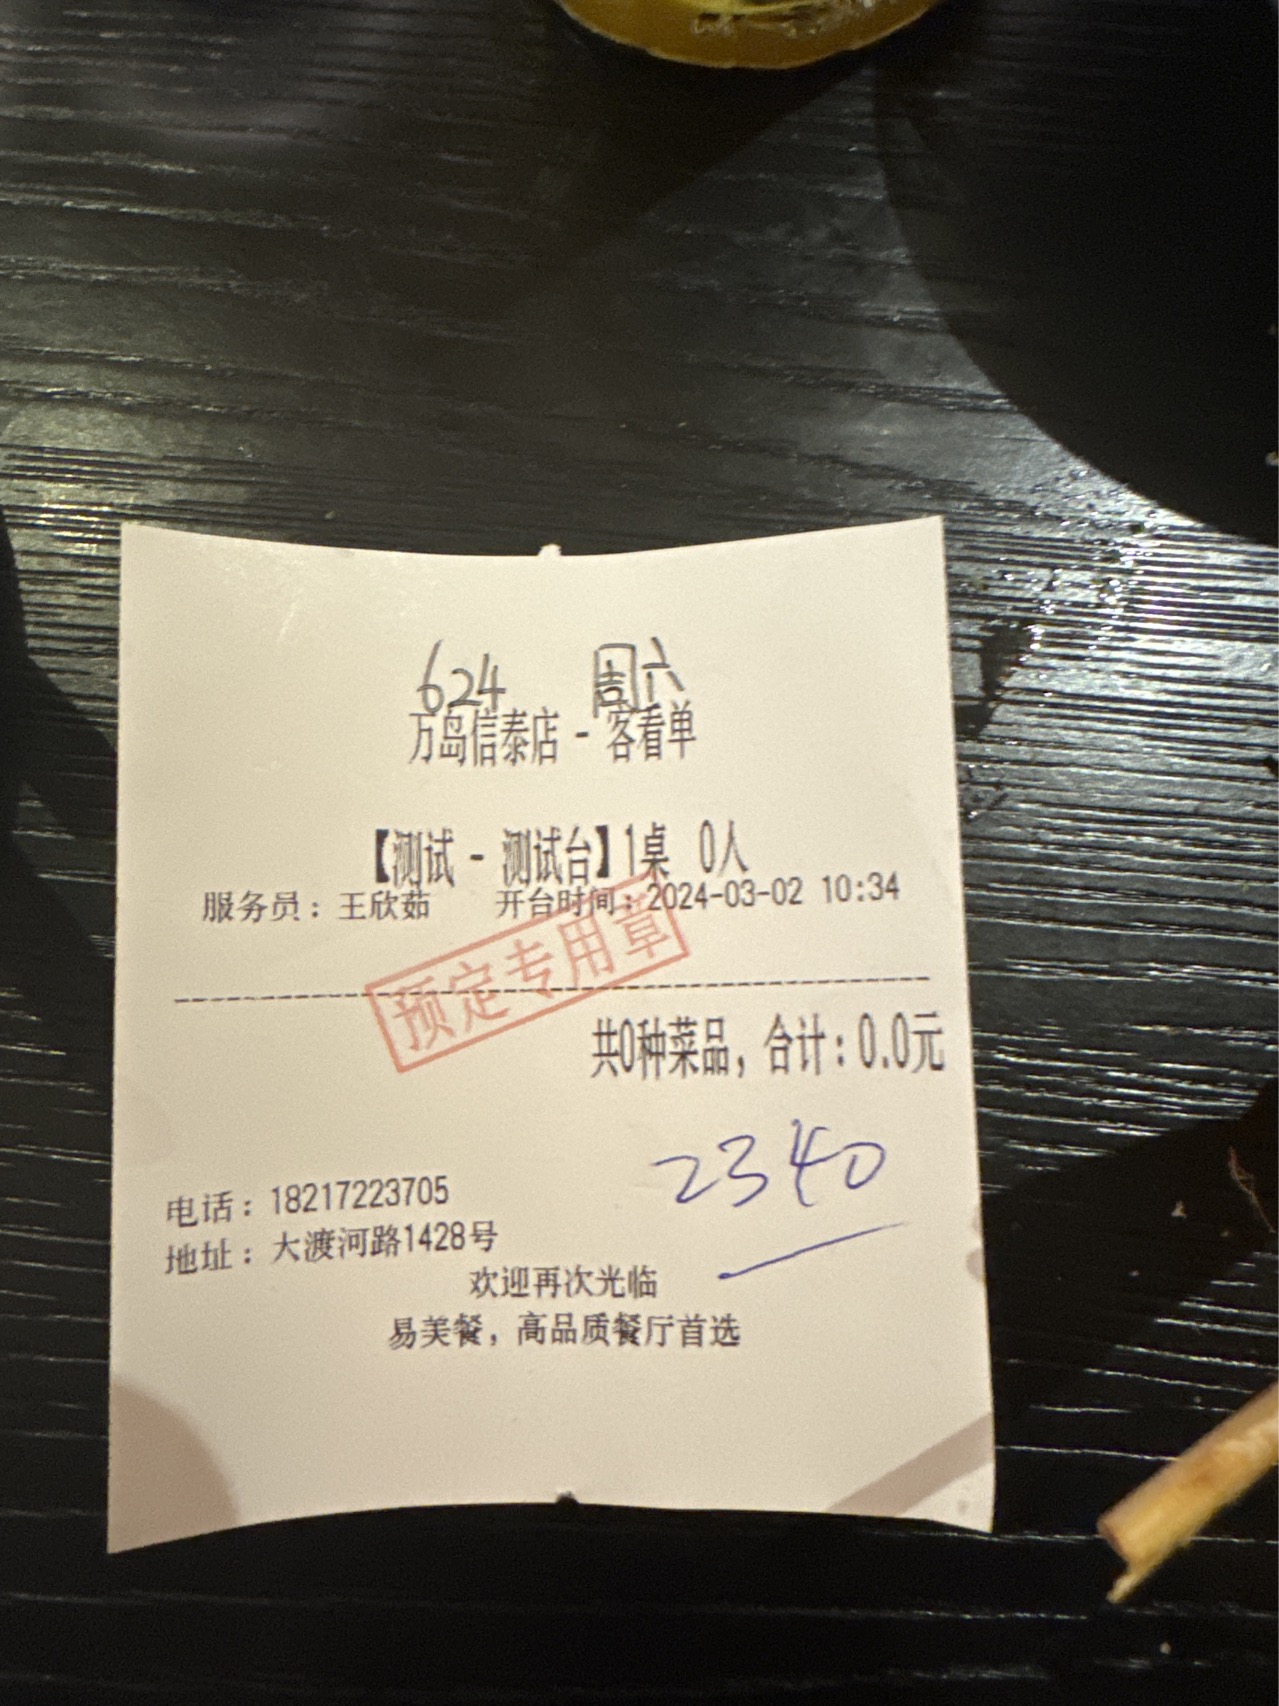 624 周六
万岛信泰店 - 客看单
【测试 - 测试台】1桌 0人
服务员：王欣茹 开台时间：2024-03-02 10:34
预定专用章
共0种菜品，合计：0.0元
2340
电话：18217223705
地址：大渡河路1428号
欢迎再次光临
易美餐，高品质餐厅首选